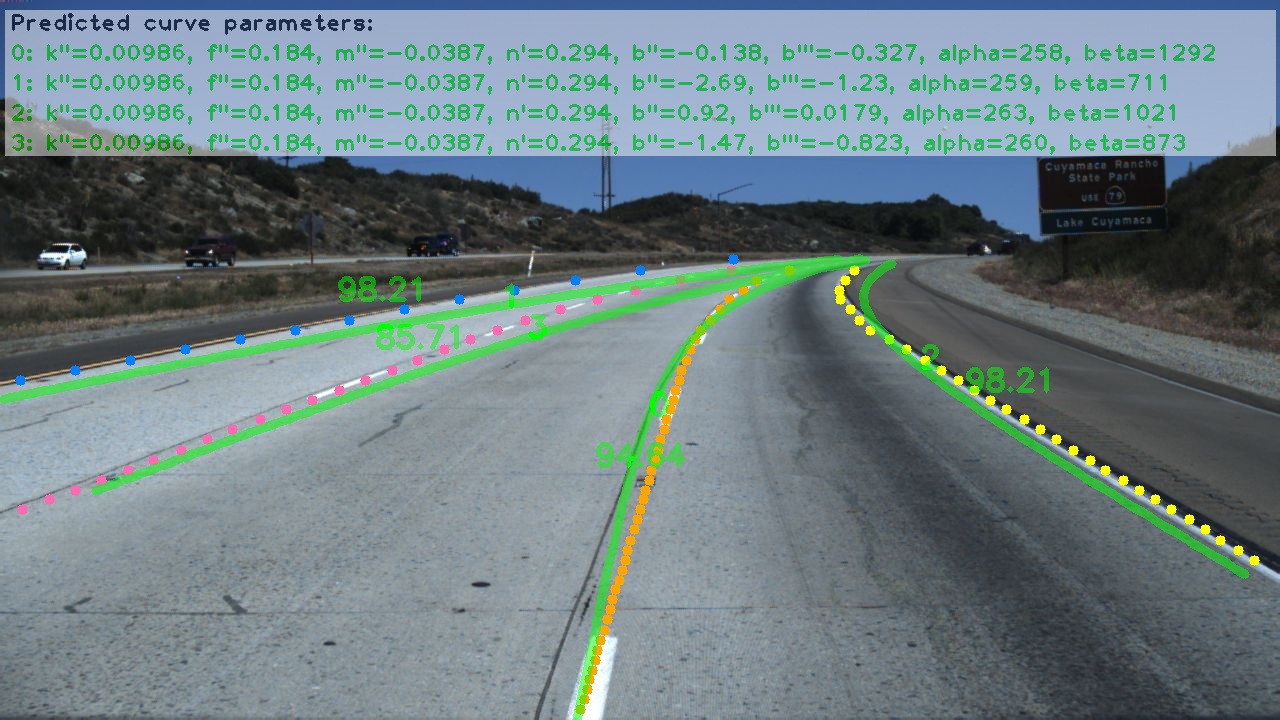 Predicted curve parameters:
0: k''=0.00986, f''=0.184, m''=-0.0387, n'=0.294, b''=-0.138, b'''=-0.327, alpha=258, beta=1292
1: k''=0.00986, f''=0.184, m''=-0.0387, n'=0.294, b''=-2.69, b'''=-1.23, alpha=259, beta=711
2: k''=0.00986, f''=0.184, m''=-0.0387, n'=0.294, b''=0.92, b'''=0.0179, alpha=263, beta=1021
3: k''=0.00986, f''=0.184, m''=-0.0387, n'=0.294, b''=-1.47, b'''=-0.823, alpha=260, beta=873
Cuyamaca Rancho
State Park
USE 79
Lake Cuyamaca
98.21
1
85.71
3
2
98.21
0